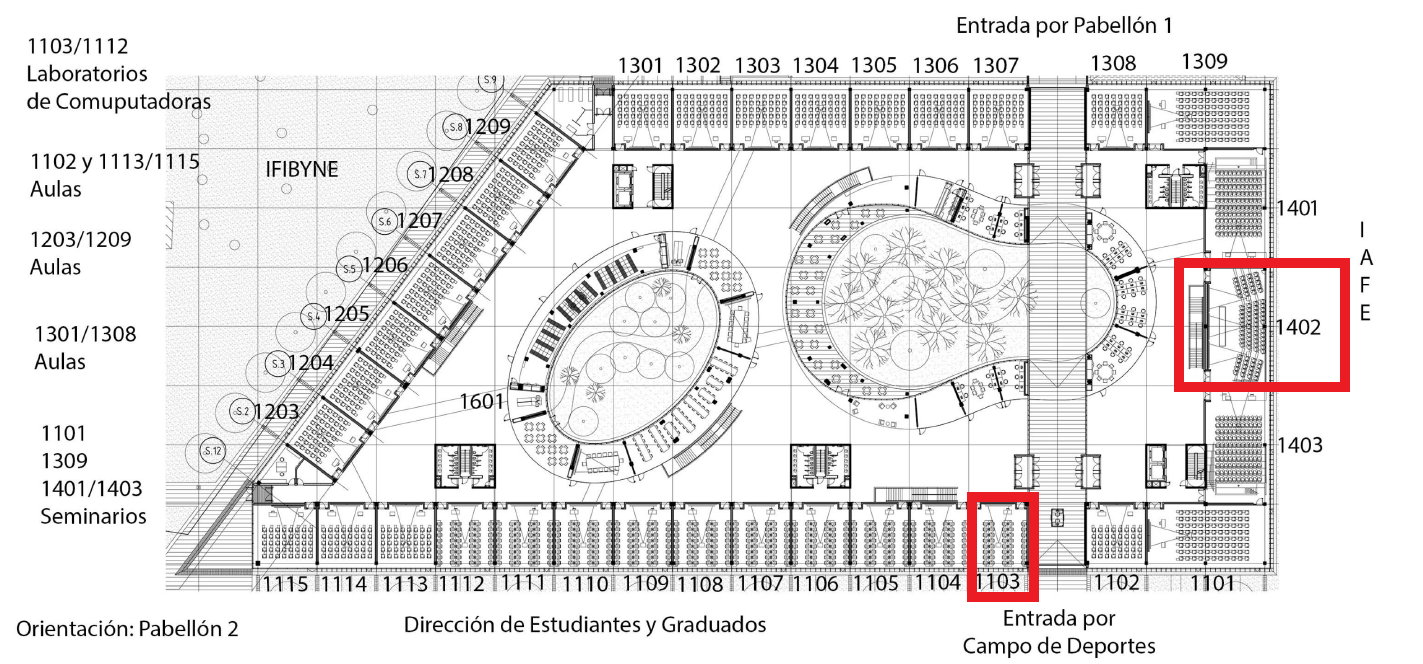 Entrada por Pabellón 1
1103/1112
Laboratorios
de Comuputadoras
1102 y 1113/1115
Aulas
1203/1209
Aulas
1301/1308
Aulas
1101
1309
1401/1403
Seminarios
Orientación: Pabellón 2
1301 1302 1303 1304 1305 1306 1307 1308 1309
S.9
S.8 1209
IFIBYNE
S.7 1208
S.6 1207
S.5 1206
S.4 1205
S.3 1204
S.2 1203
S.12
1601
1401
1402
1403
I
A
F
E
1115 1114 1113 1112 1111 1110 1109 1108 1107 1106 1105 1104 1103 1102 1101
Dirección de Estudiantes y Graduados
Entrada por
Campo de Deportes